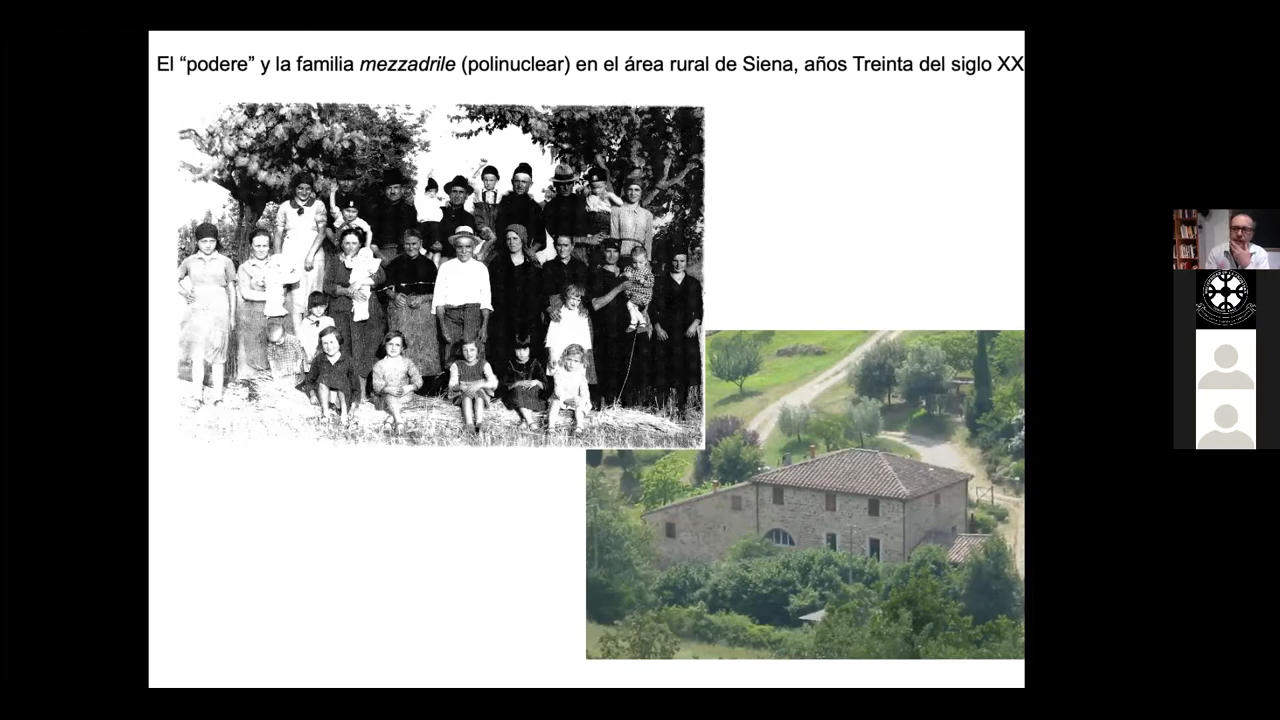 El “podere” y la familia mezzadrile (polinuclear) en el área rural de Siena, años Treinta del siglo XX